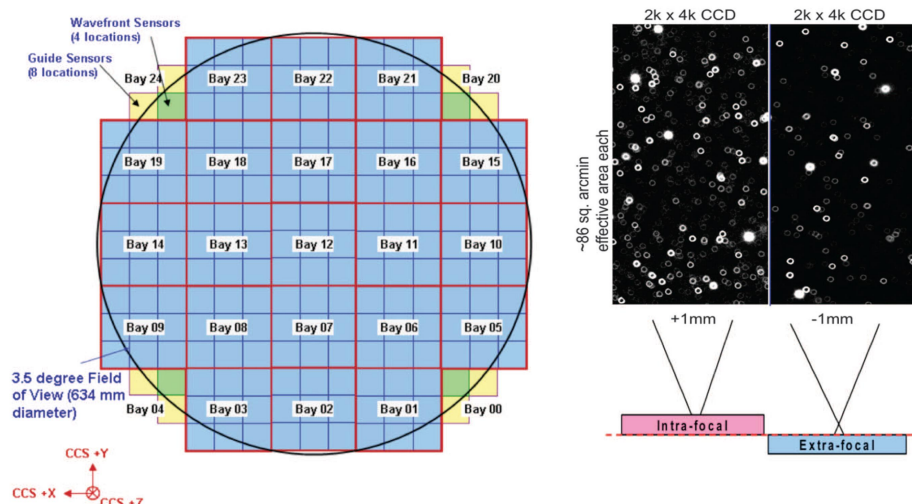 Wavefront Sensors
(4 locations)
Guide Sensors
(8 locations)
Bay 24
Bay 23
Bay 22
Bay 21
Bay 20
Bay 19
Bay 18
Bay 17
Bay 16
Bay 15
Bay 14
Bay 13
Bay 12
Bay 11
Bay 10
Bay 09
Bay 08
Bay 07
Bay 06
Bay 05
3.5 degree Field
of View (634 mm
diameter)
Bay 04
Bay 03
Bay 02
Bay 01
Bay 00
CCS +Y
CCS +X
CCS +Z
2k x 4k CCD
2k x 4k CCD
~86 sq. arcmin
effective area each
+1mm
-1mm
Intra-focal
Extra-focal